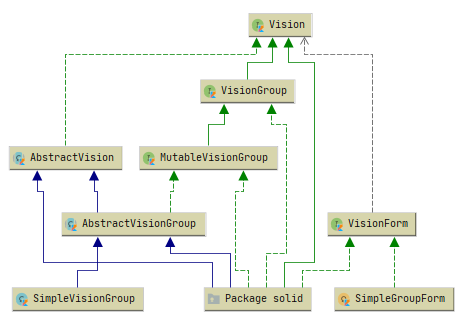 Vision
VisionGroup
AbstractVision
MutableVisionGroup
AbstractVisionGroup
VisionForm
SimpleVisionGroup
Package solid
SimpleGroupForm